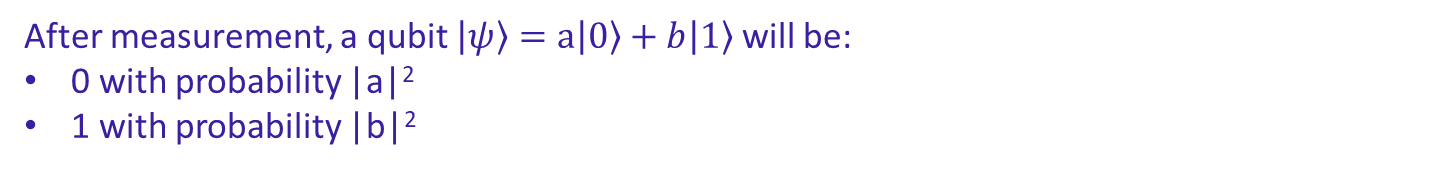 After measurement, a qubit |ψ⟩ = a|0⟩ + b|1⟩ will be:
• 0 with probability |a|²
• 1 with probability |b|²